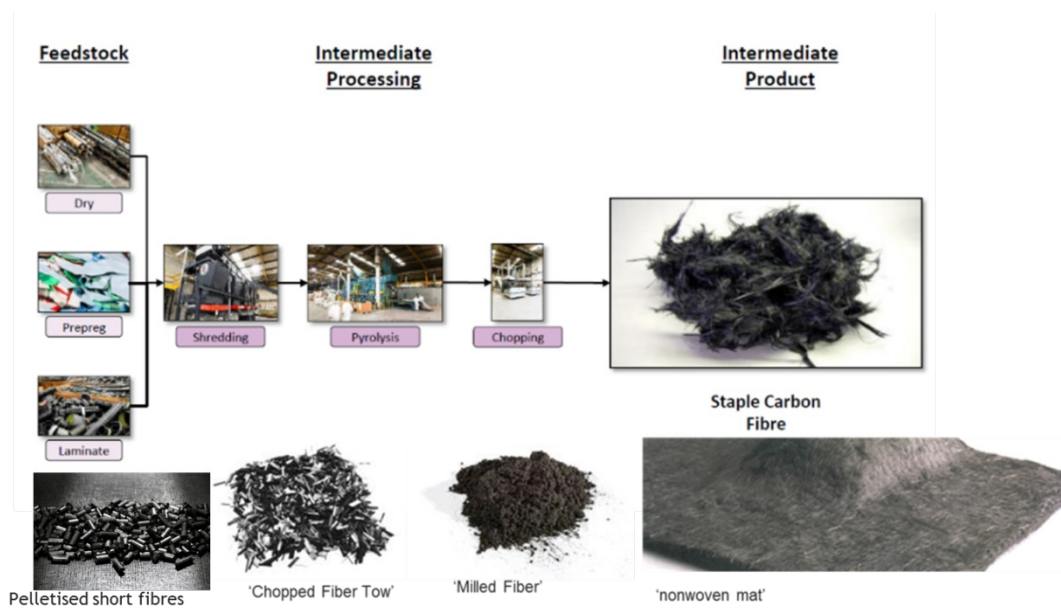 Feedstock
Intermediate
Processing
Intermediate
Product
Dry
Prepreg
Laminate
Shredding
Pyrolysis
Chopping
Staple Carbon
Fibre
Pelletised short fibres
'Chopped Fiber Tow'
'Milled Fiber'
'nonwoven mat'